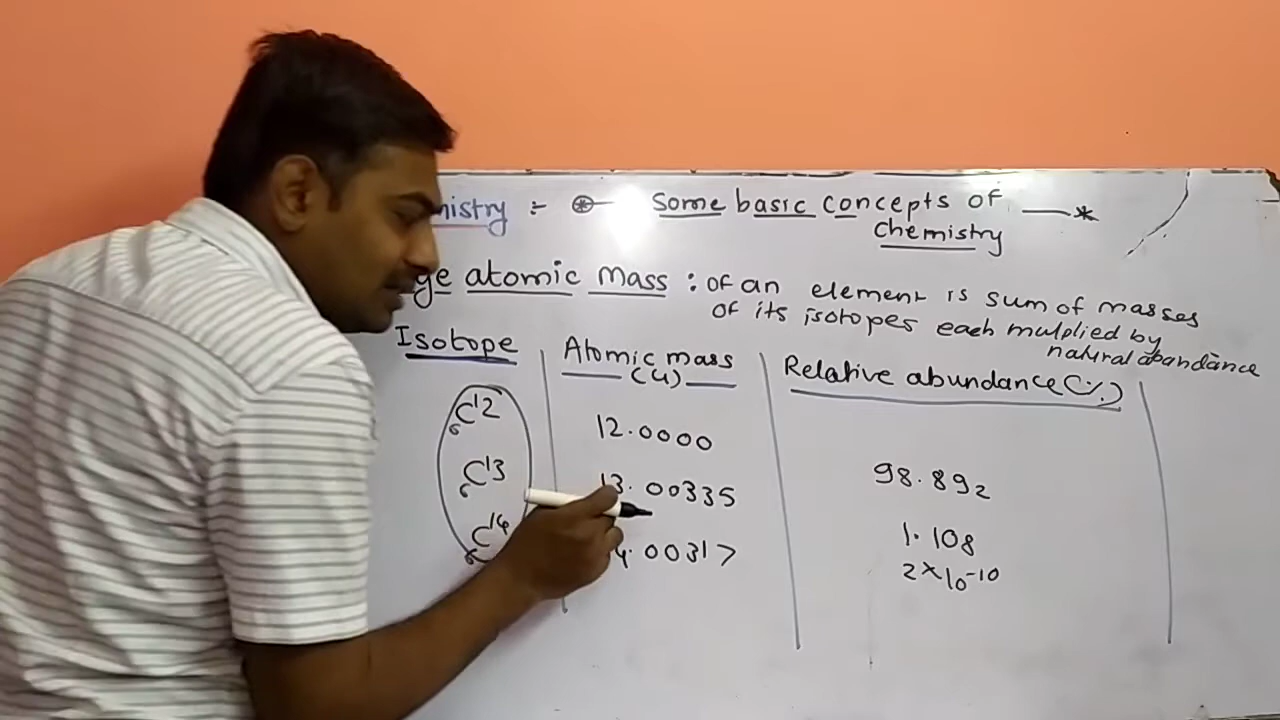 mistry :- ⊛— Some basic concepts of —*
chemistry
ge atomic mass : of an element is sum of masses
of its isotopes each mulplied by
natural abandance
Isotope
Atomic mass
(u)
Relative abundance (%)
6C12
12.0000
98.892
6C13
13.00335
1.108
6C14
4.00317
2×10-10